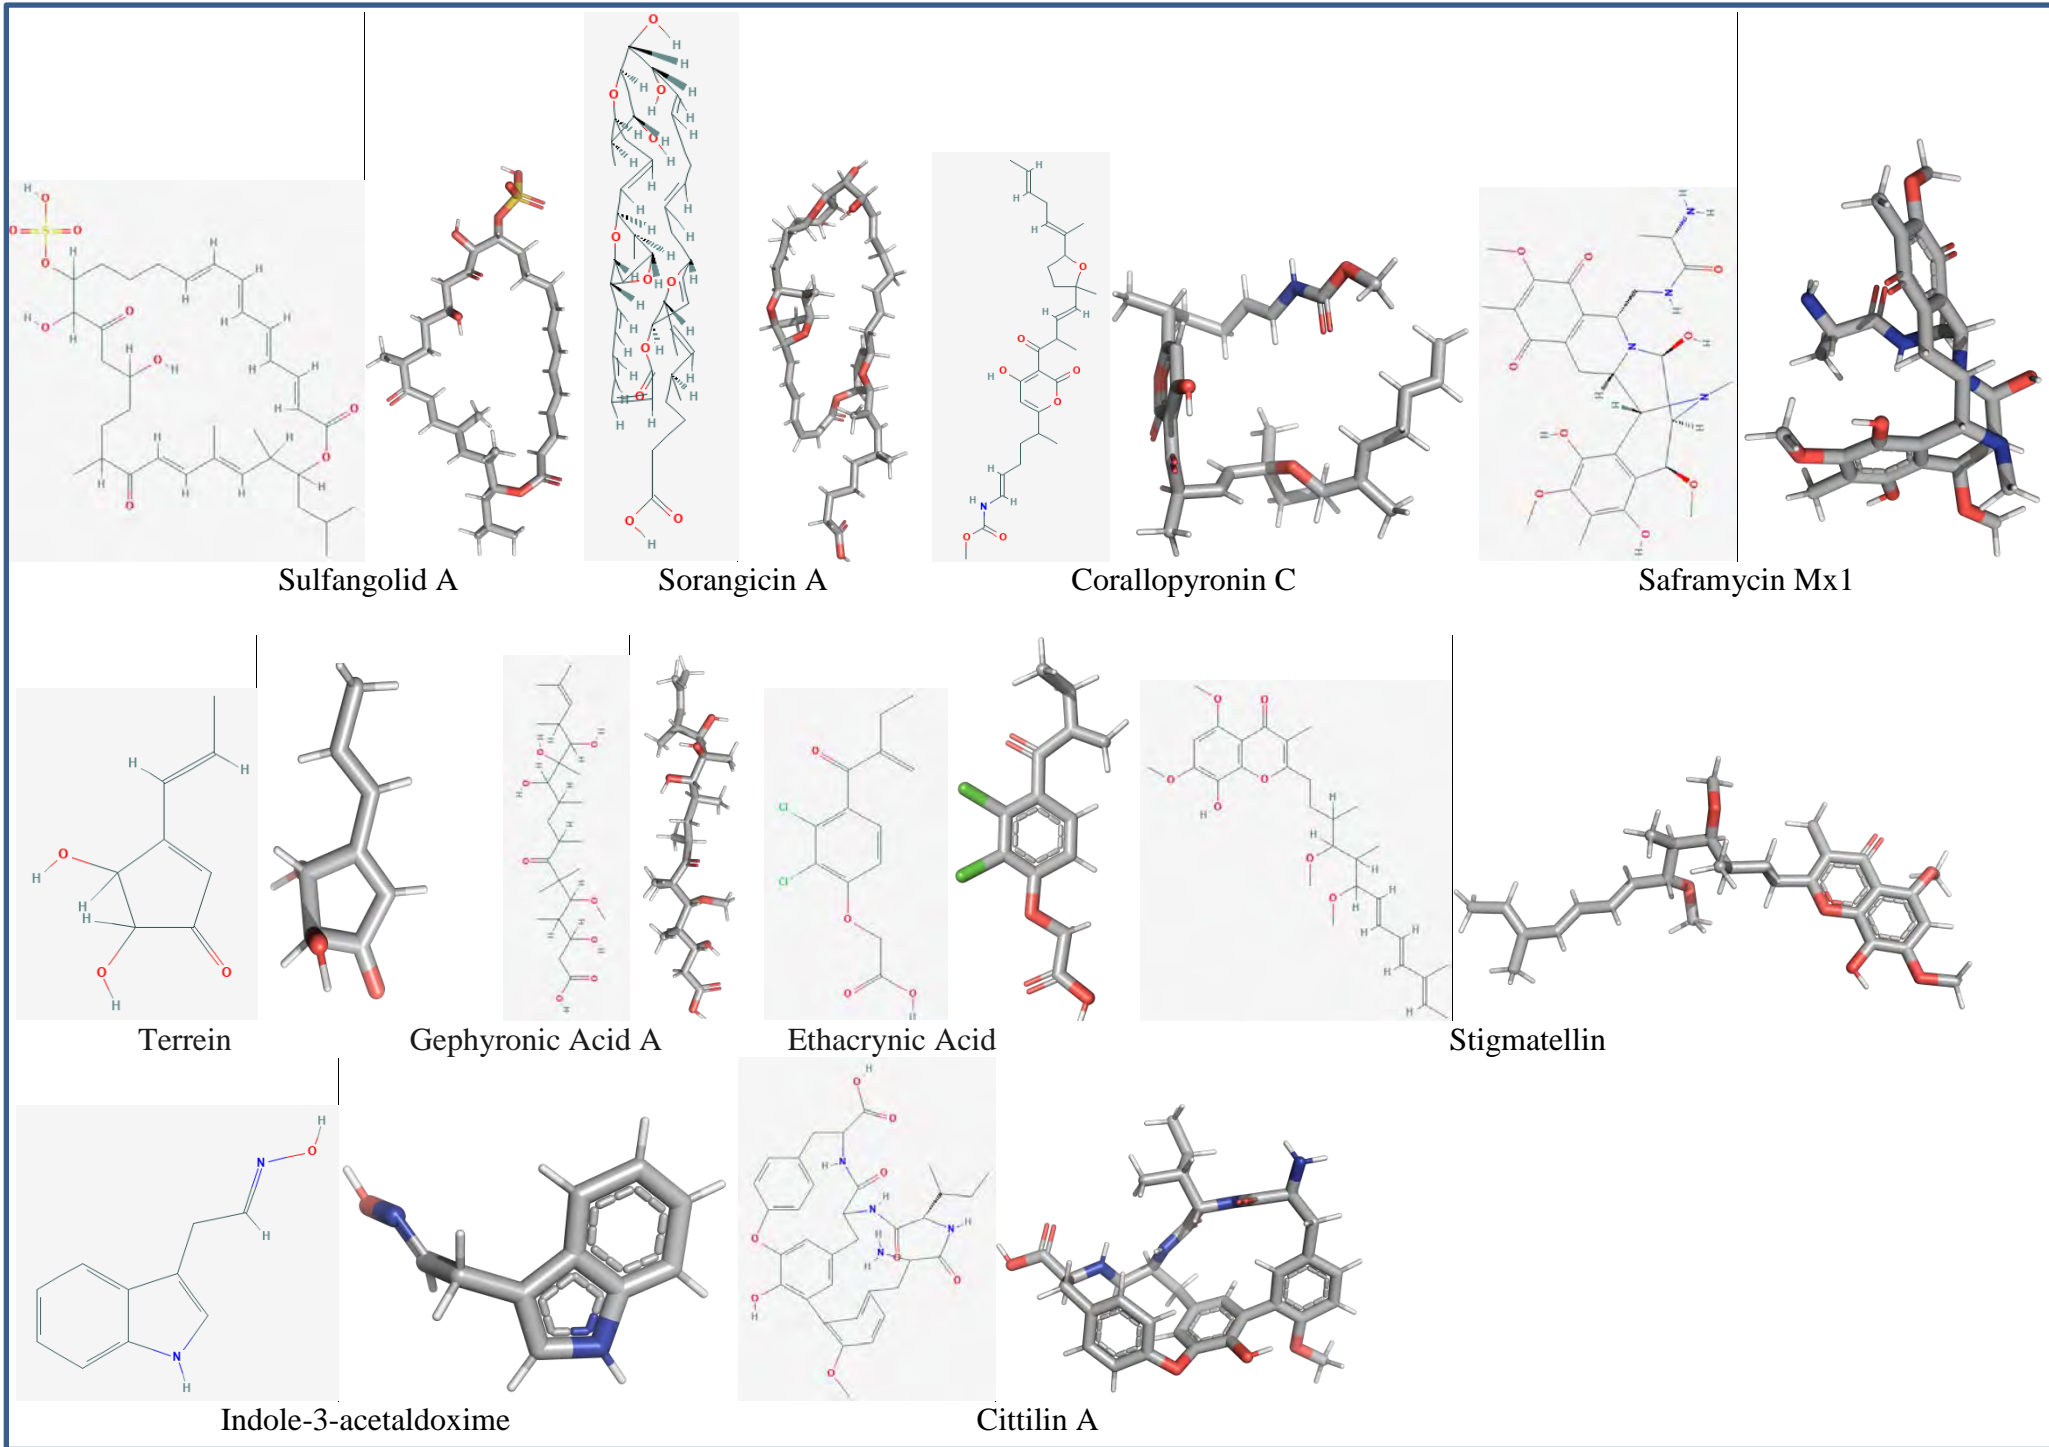 Sulfangolid A
Sorangicin A
Corallopyronin C
Saframycin Mx1
Terrein
Gephyronic Acid A
Ethacrynic Acid
Stigmatellin
Indole-3-acetaldoxime
Cittilin A